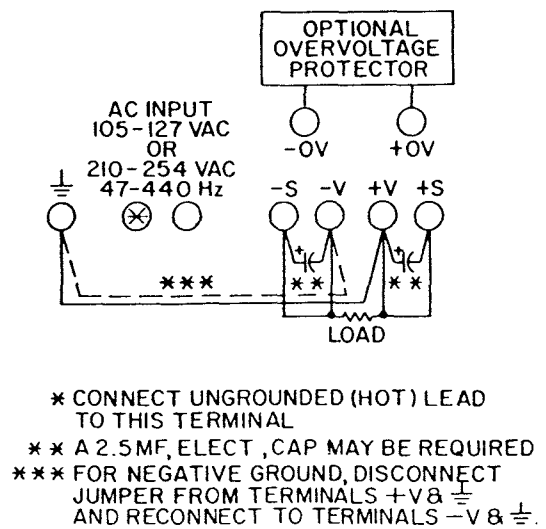 OPTIONAL
OVERVOLTAGE
PROTECTOR
AC INPUT
105-127 VAC
OR
210-254 VAC
47-440 Hz
-OV +OV
-S -V +V +S
+ +
*** ** **
LOAD
* CONNECT UNGROUNDED (HOT) LEAD
TO THIS TERMINAL
** A 2.5MF, ELECT, CAP MAY BE REQUIRED
*** FOR NEGATIVE GROUND, DISCONNECT
JUMPER FROM TERMINALS +V & ⏚
AND RECONNECT TO TERMINALS -V & ⏚.